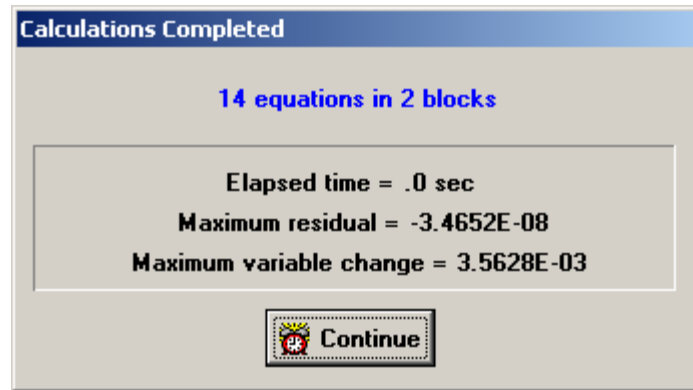 Calculations Completed
14 equations in 2 blocks
Elapsed time = .0 sec
Maximum residual = -3.4652E-08
Maximum variable change = 3.5628E-03
Continue